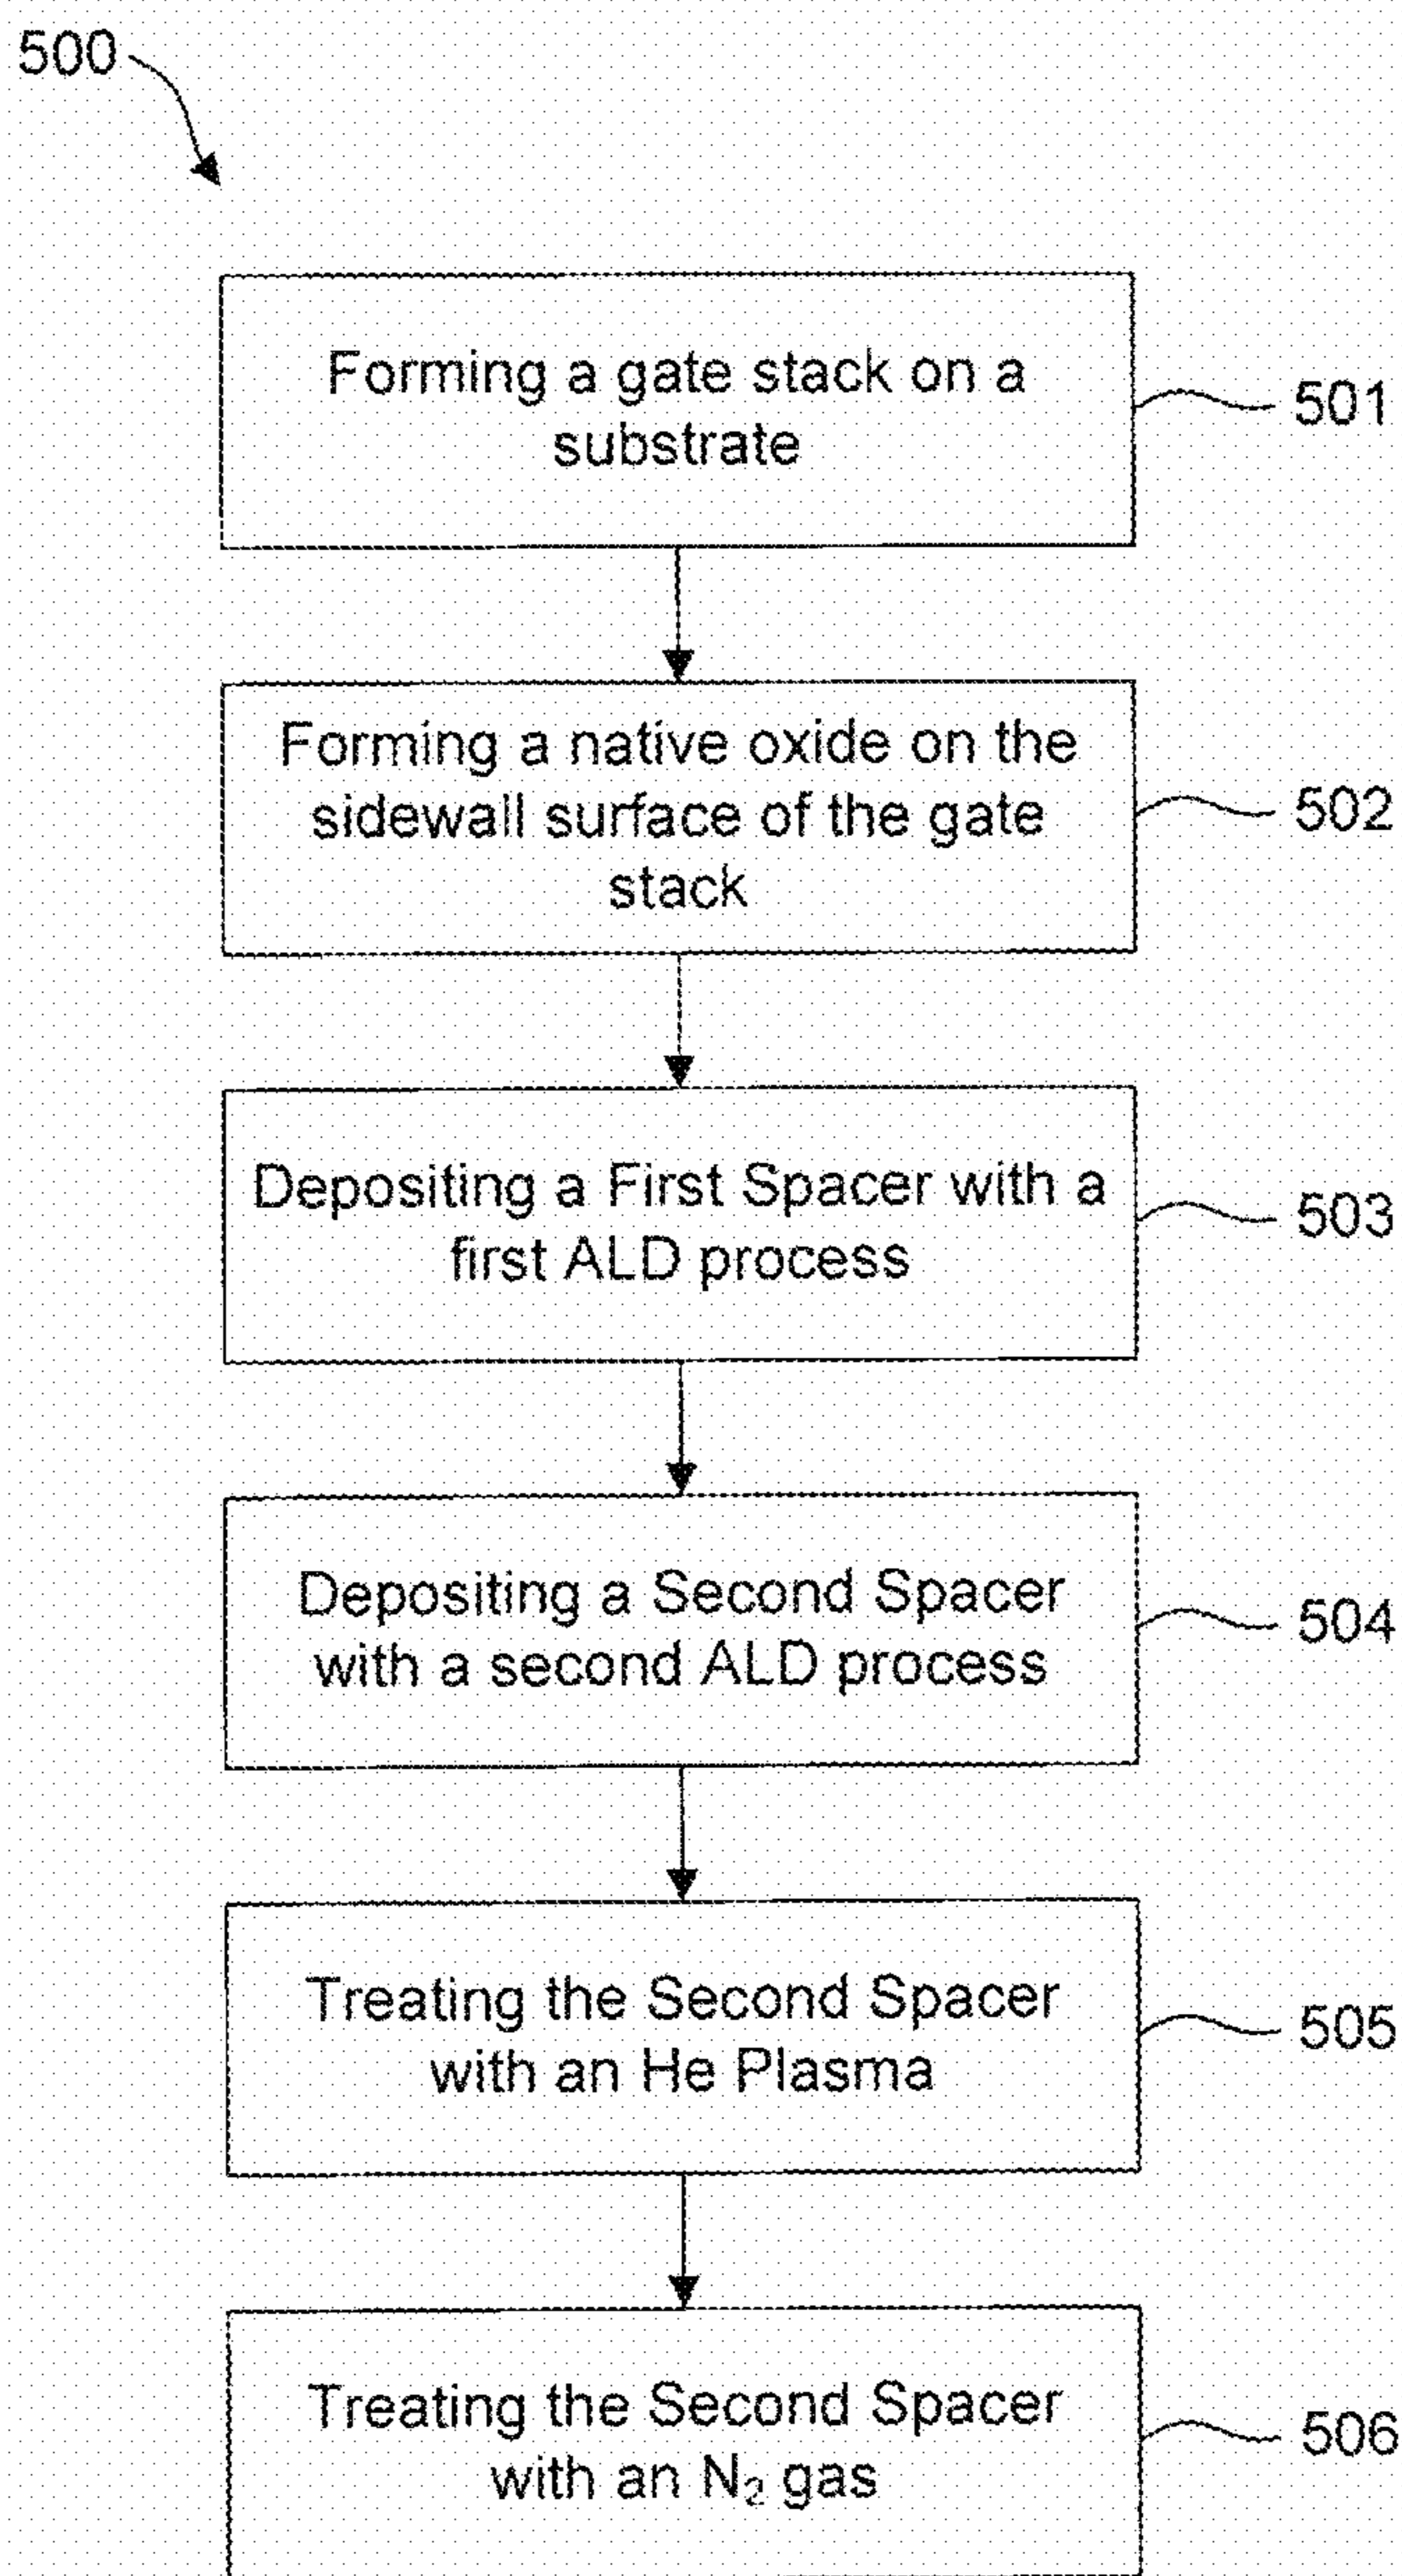 500
Forming a gate stack on a
substrate
501
Forming a native oxide on the
sidewall surface of the gate
stack
502
Depositing a First Spacer with a
first ALD process
503
Depositing a Second Spacer
with a second ALD process
504
Treating the Second Spacer
with an He Plasma
505
Treating the Second Spacer
with an N₂ gas
506